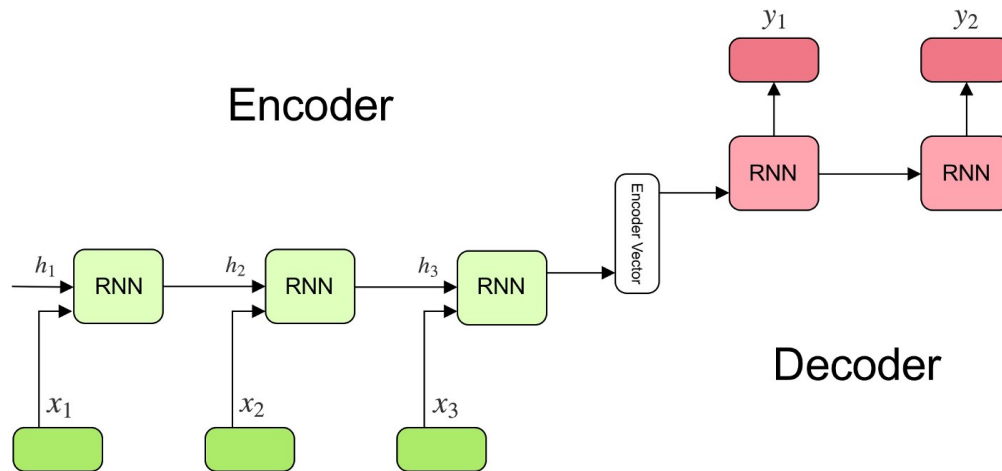 y₁
y₂
Encoder
RNN
RNN
Encoder Vector
h₁
RNN
h₂
RNN
h₃
RNN
Decoder
x₁
x₂
x₃